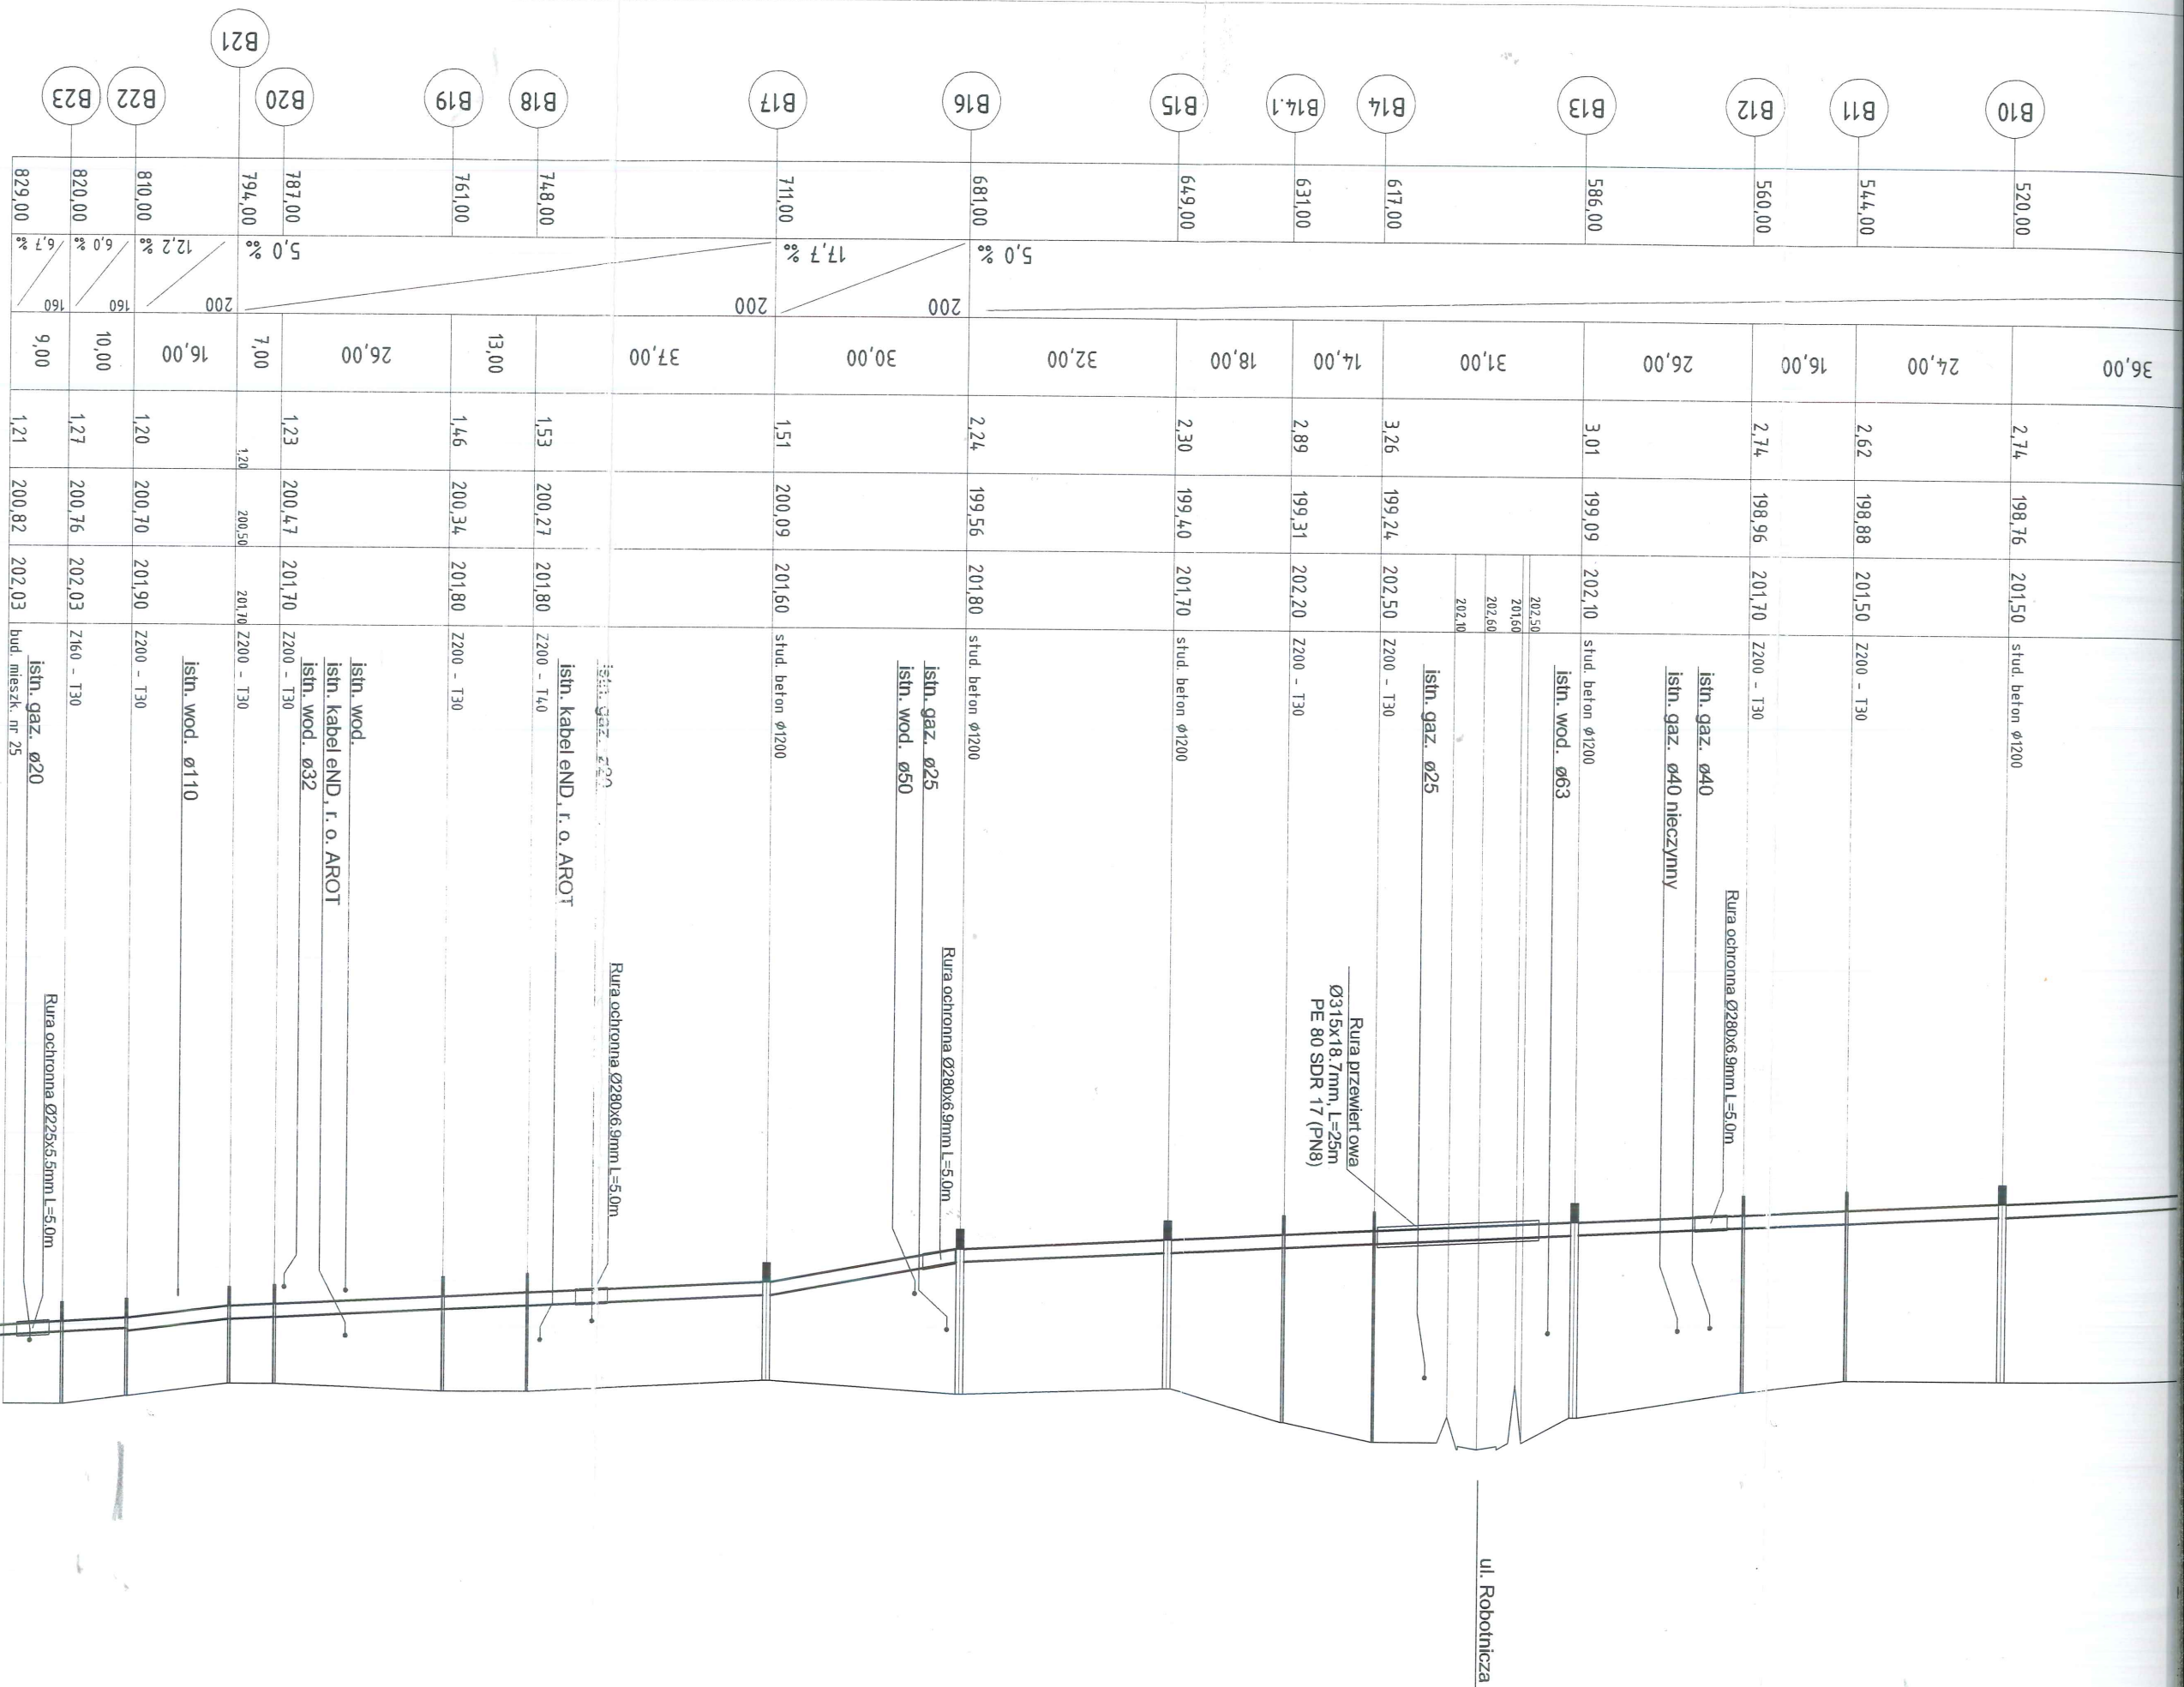 B23
B22
B21
B20
B19
B18
B17
B16
B15
B14.1
B14
B13
B12
B11
B10
829,00
820,00
810,00
794,00
787,00
761,00
748,00
711,00
681,00
649,00
631,00
617,00
586,00
560,00
544,00
520,00
6,7 ‰
6,0 ‰
12,2 ‰
5,0 ‰
17,7 ‰
5,0 ‰
160
160
200
200
200
9,00
10,00
16,00
7,00
26,00
13,00
37,00
30,00
32,00
18,00
14,00
31,00
26,00
16,00
24,00
36,00
1,21
1,27
1,20
1,20
1,23
1,46
1,53
1,51
2,24
2,30
2,89
3,26
3,01
2,74
2,62
2,74
200,82
200,76
200,70
200,50
200,47
200,34
200,27
200,09
199,56
199,40
199,31
199,24
199,09
198,96
198,88
198,76
202,03
202,03
201,90
201,70
201,70
201,80
201,80
201,60
201,80
201,70
202,20
202,50
202,10
202,60
201,60
202,50
202,10
201,70
201,50
201,50
bud. mieszk. nr 25
Z160 - T30
Z200 - T30
Z200 - T30
Z200 - T30
Z200 - T30
Z200 - T40
stud. beton φ1200
stud. beton φ1200
stud. beton φ1200
Z200 - T30
Z200 - T30
stud. beton φ1200
Z200 - T30
Z200 - T30
stud. beton φ1200
istn. gaz. ø20
istn. wod. ø110
istn. wod. ø32
istn. kabel eND, r. o. AROT
istn. wod.
istn. kabel eND, r. o. AROT
istn. gaz.
istn. wod. ø50
istn. gaz. ø25
istn. gaz. ø25
istn. wod. ø63
istn. gaz. ø40 nieczynny
istn. gaz. ø40
Rura ochronna Ø225x5.5mm L=5.0m
Rura ochronna Ø280x6.9mm L=5.0m
Rura ochronna Ø280x6.9mm L=5.0m
Rura przewiertowa
Ø315x18.7mm, L=25m
PE 80 SDR 17 (PN8)
Rura ochronna Ø280x6.9mm L=5.0m
ul. Robotnicza